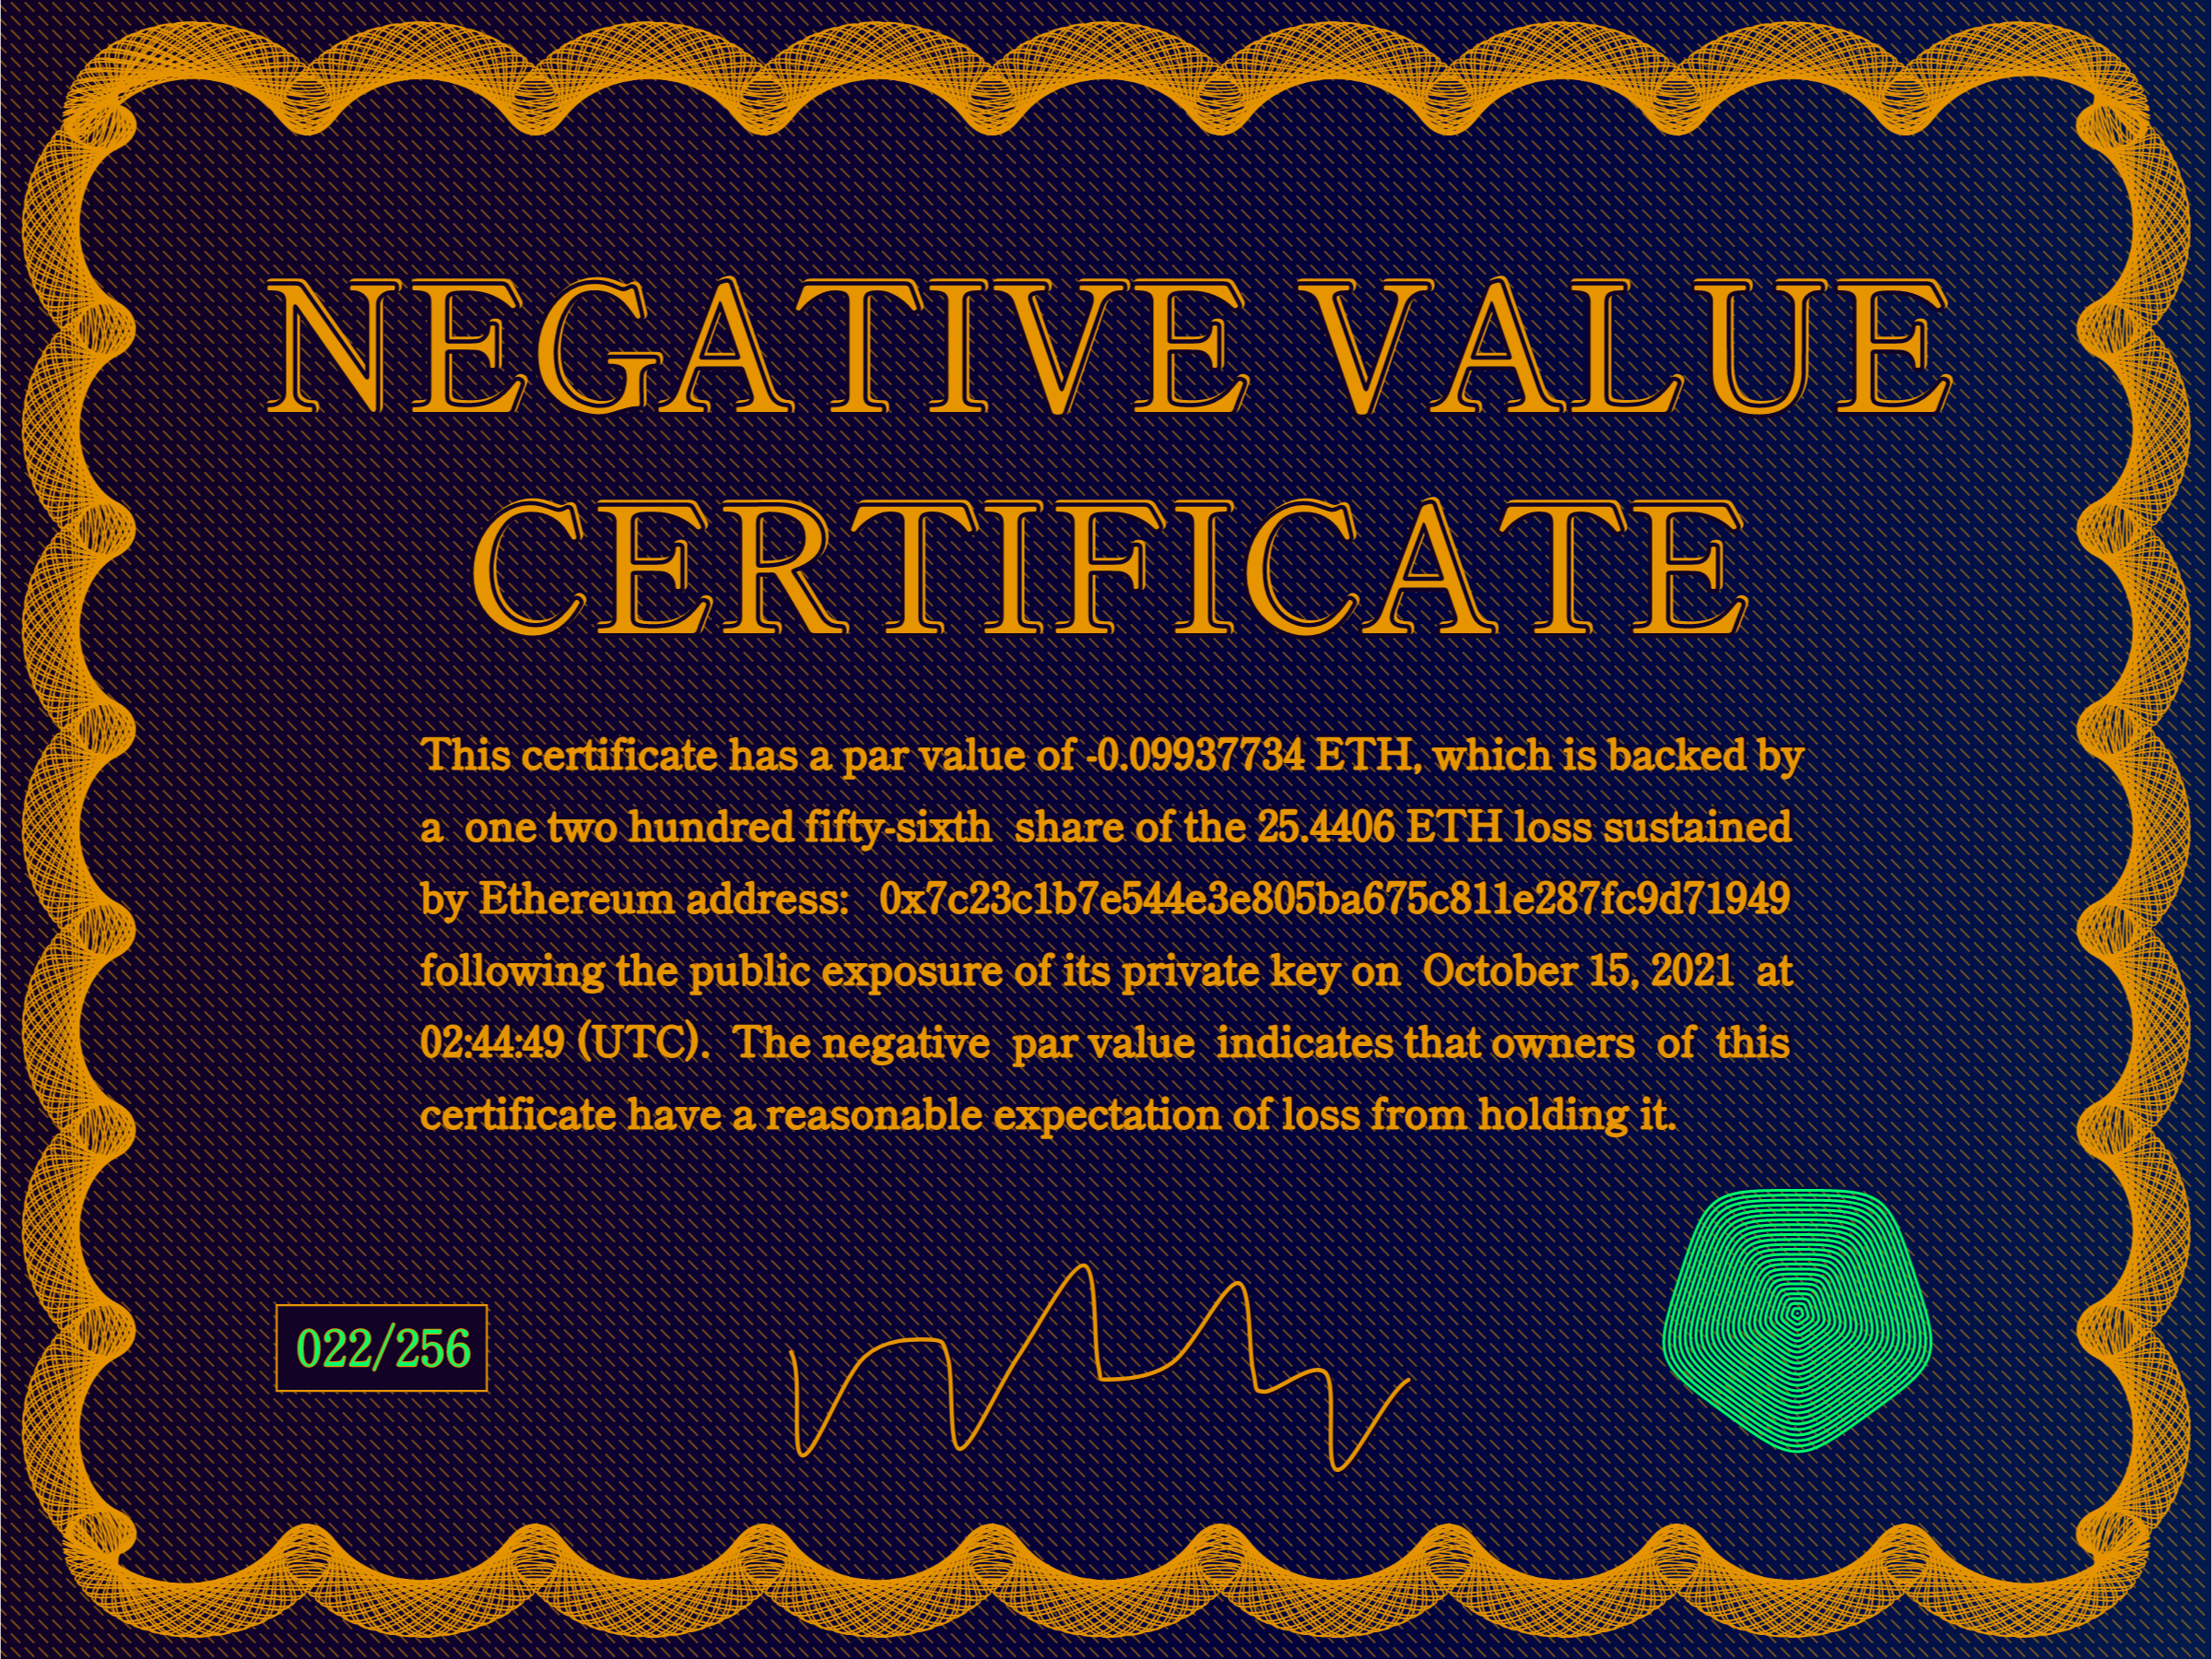 NEGATIVE VALUE
CERTIFICATE
This certificate has a par value of -0.09937734 ETH, which is backed by
a one two hundred fifty-sixth share of the 25.4406 ETH loss sustained
by Ethereum address: 0x7c23c1b7e544e3e805ba675c811e287fc9d71949
following the public exposure of its private key on October 15, 2021 at
02:44:49 (UTC). The negative par value indicates that owners of this
certificate have a reasonable expectation of loss from holding it.
022/256